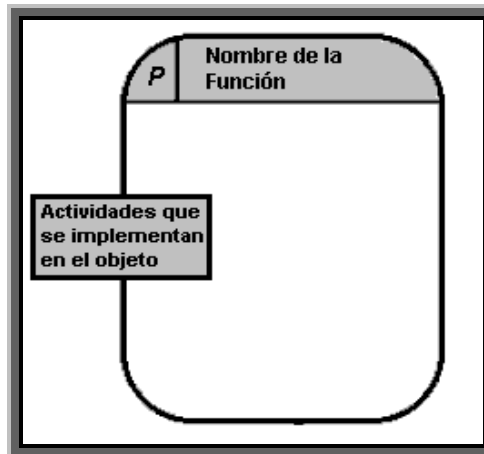 P
Nombre de la
Función
Actividades que
se implementan
en el objeto